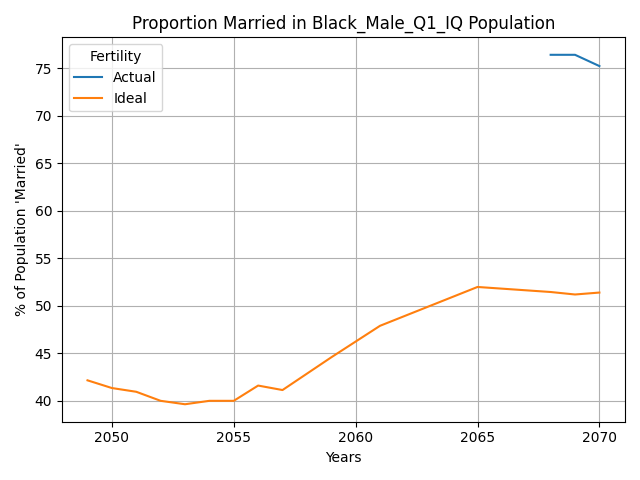 Proportion Married in Black_Male_Q1_IQ Population
Fertility
Actual
Ideal
% of Population 'Married'
75
70
65
60
55
50
45
40
2050
2055
2060
2065
2070
Years